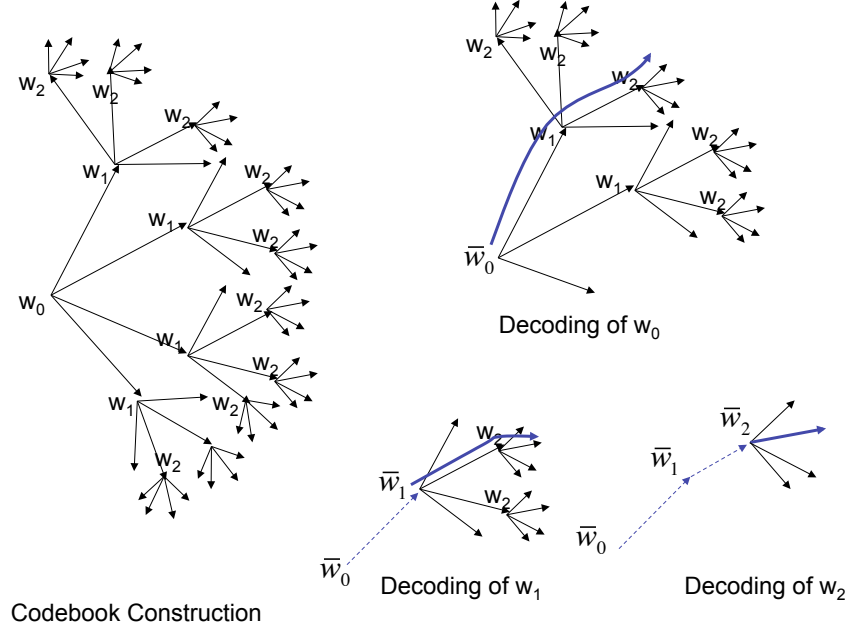 w₂
w₂
w₂
w₁
w₂
w₁
w₂
w₀
w₂
w₁
w₂
w₁
w₂
w₂
Codebook Construction
w₂
w₂
w₂
w₁
w₂
w₁
w₂
w̅₀
Decoding of w₀
w₂
w̅₁
w₂
w̅₀
Decoding of w₁
w̅₂
w̅₁
w̅₀
Decoding of w₂